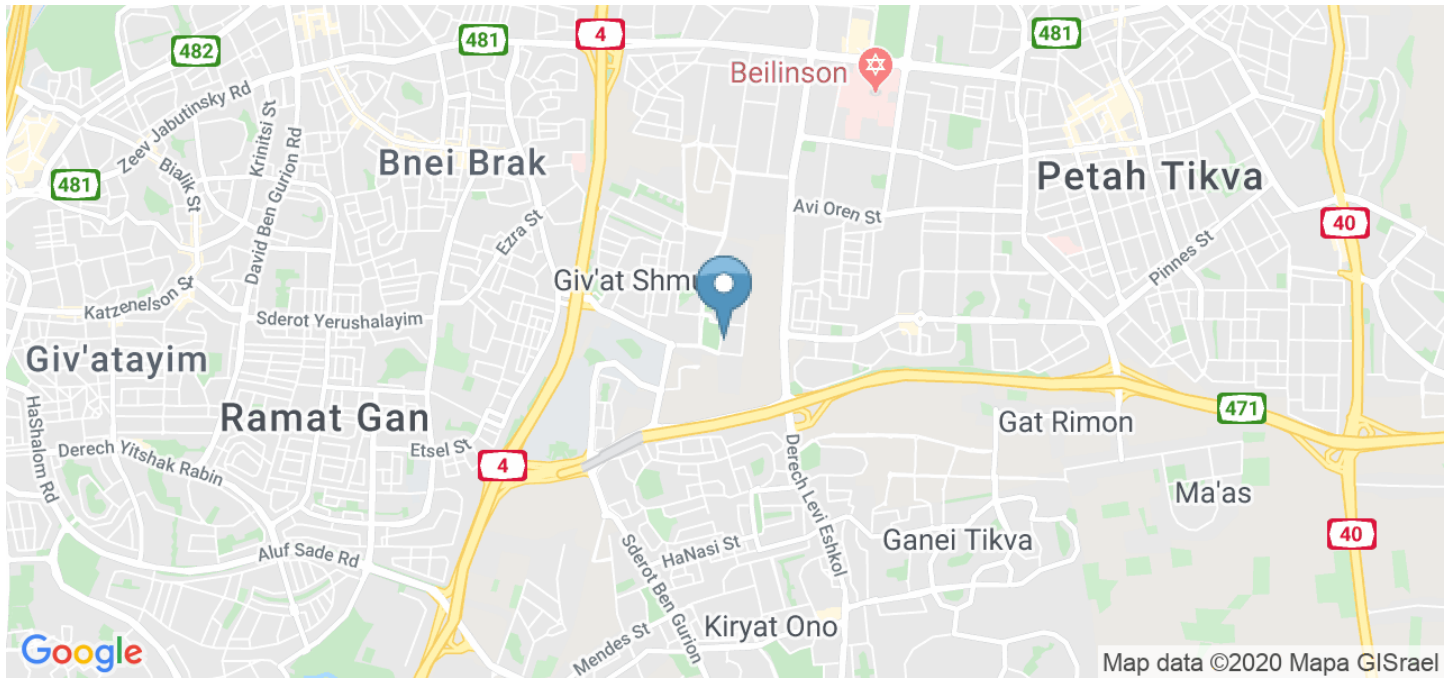 482
481
4
481
Beilinson
Zeev Jabutinsky Rd
Krinitsi St
Bnei Brak
Petah Tikva
481
Bialik St
David Ben Gurion Rd
Avi Oren St
Ezra St
40
Pinnes St
Giv'at Shmu
Katzenelson St
Sderot Yerushalayim
Giv'atayim
HaShalom Rd
Ramat Gan
471
Gat Rimon
Derech Yitshak Rabin
Etsel St
4
Derech Levi Eshkol
Ma'as
40
Ganei Tikva
HaNasi St
Aluf Sade Rd
Sderot Ben Gurion
Kiryat Ono
Mendes St
Google
Map data ©2020 Mapa GISrael